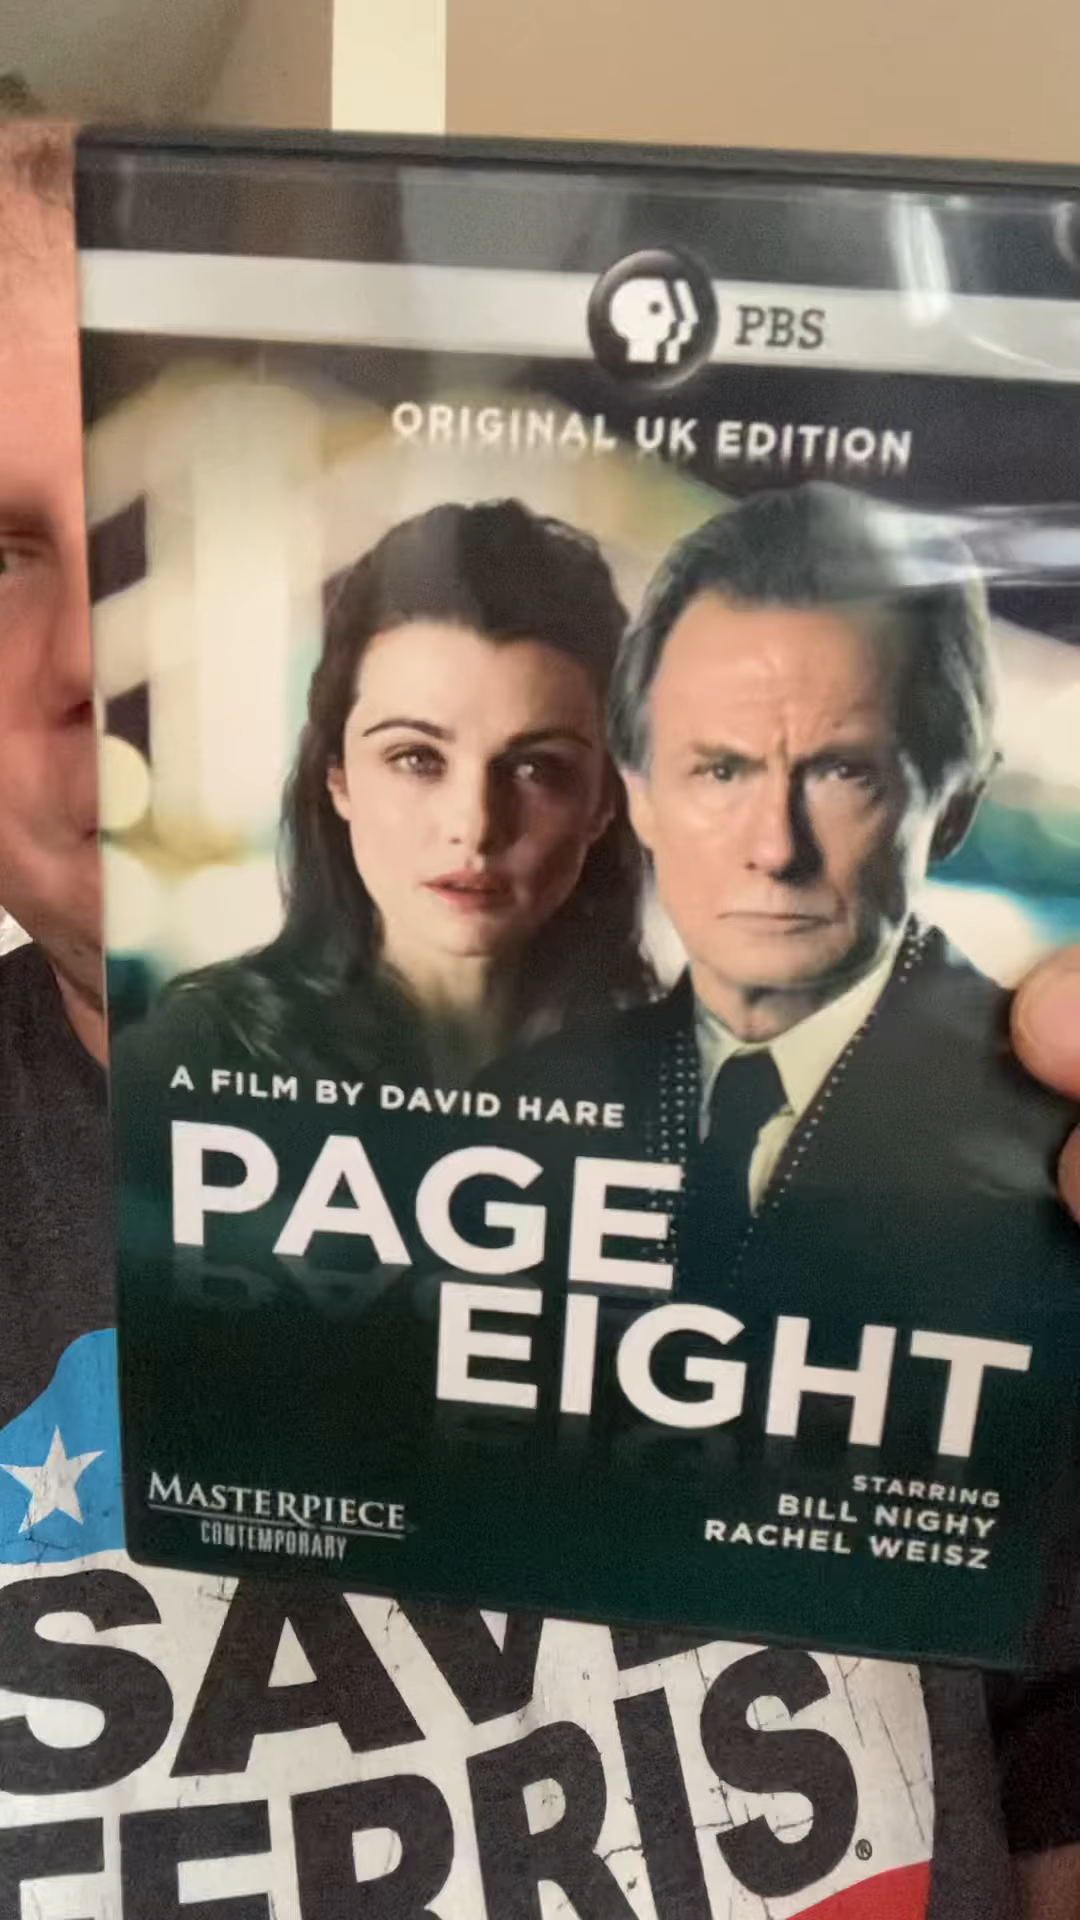 PBS
ORIGINAL UK EDITION
A FILM BY DAVID HARE
PAGE
EIGHT
STARRING
BILL NIGHY
RACHEL WEISZ
MASTERPIECE
CONTEMPORARY
SAVE
FERRIS
®